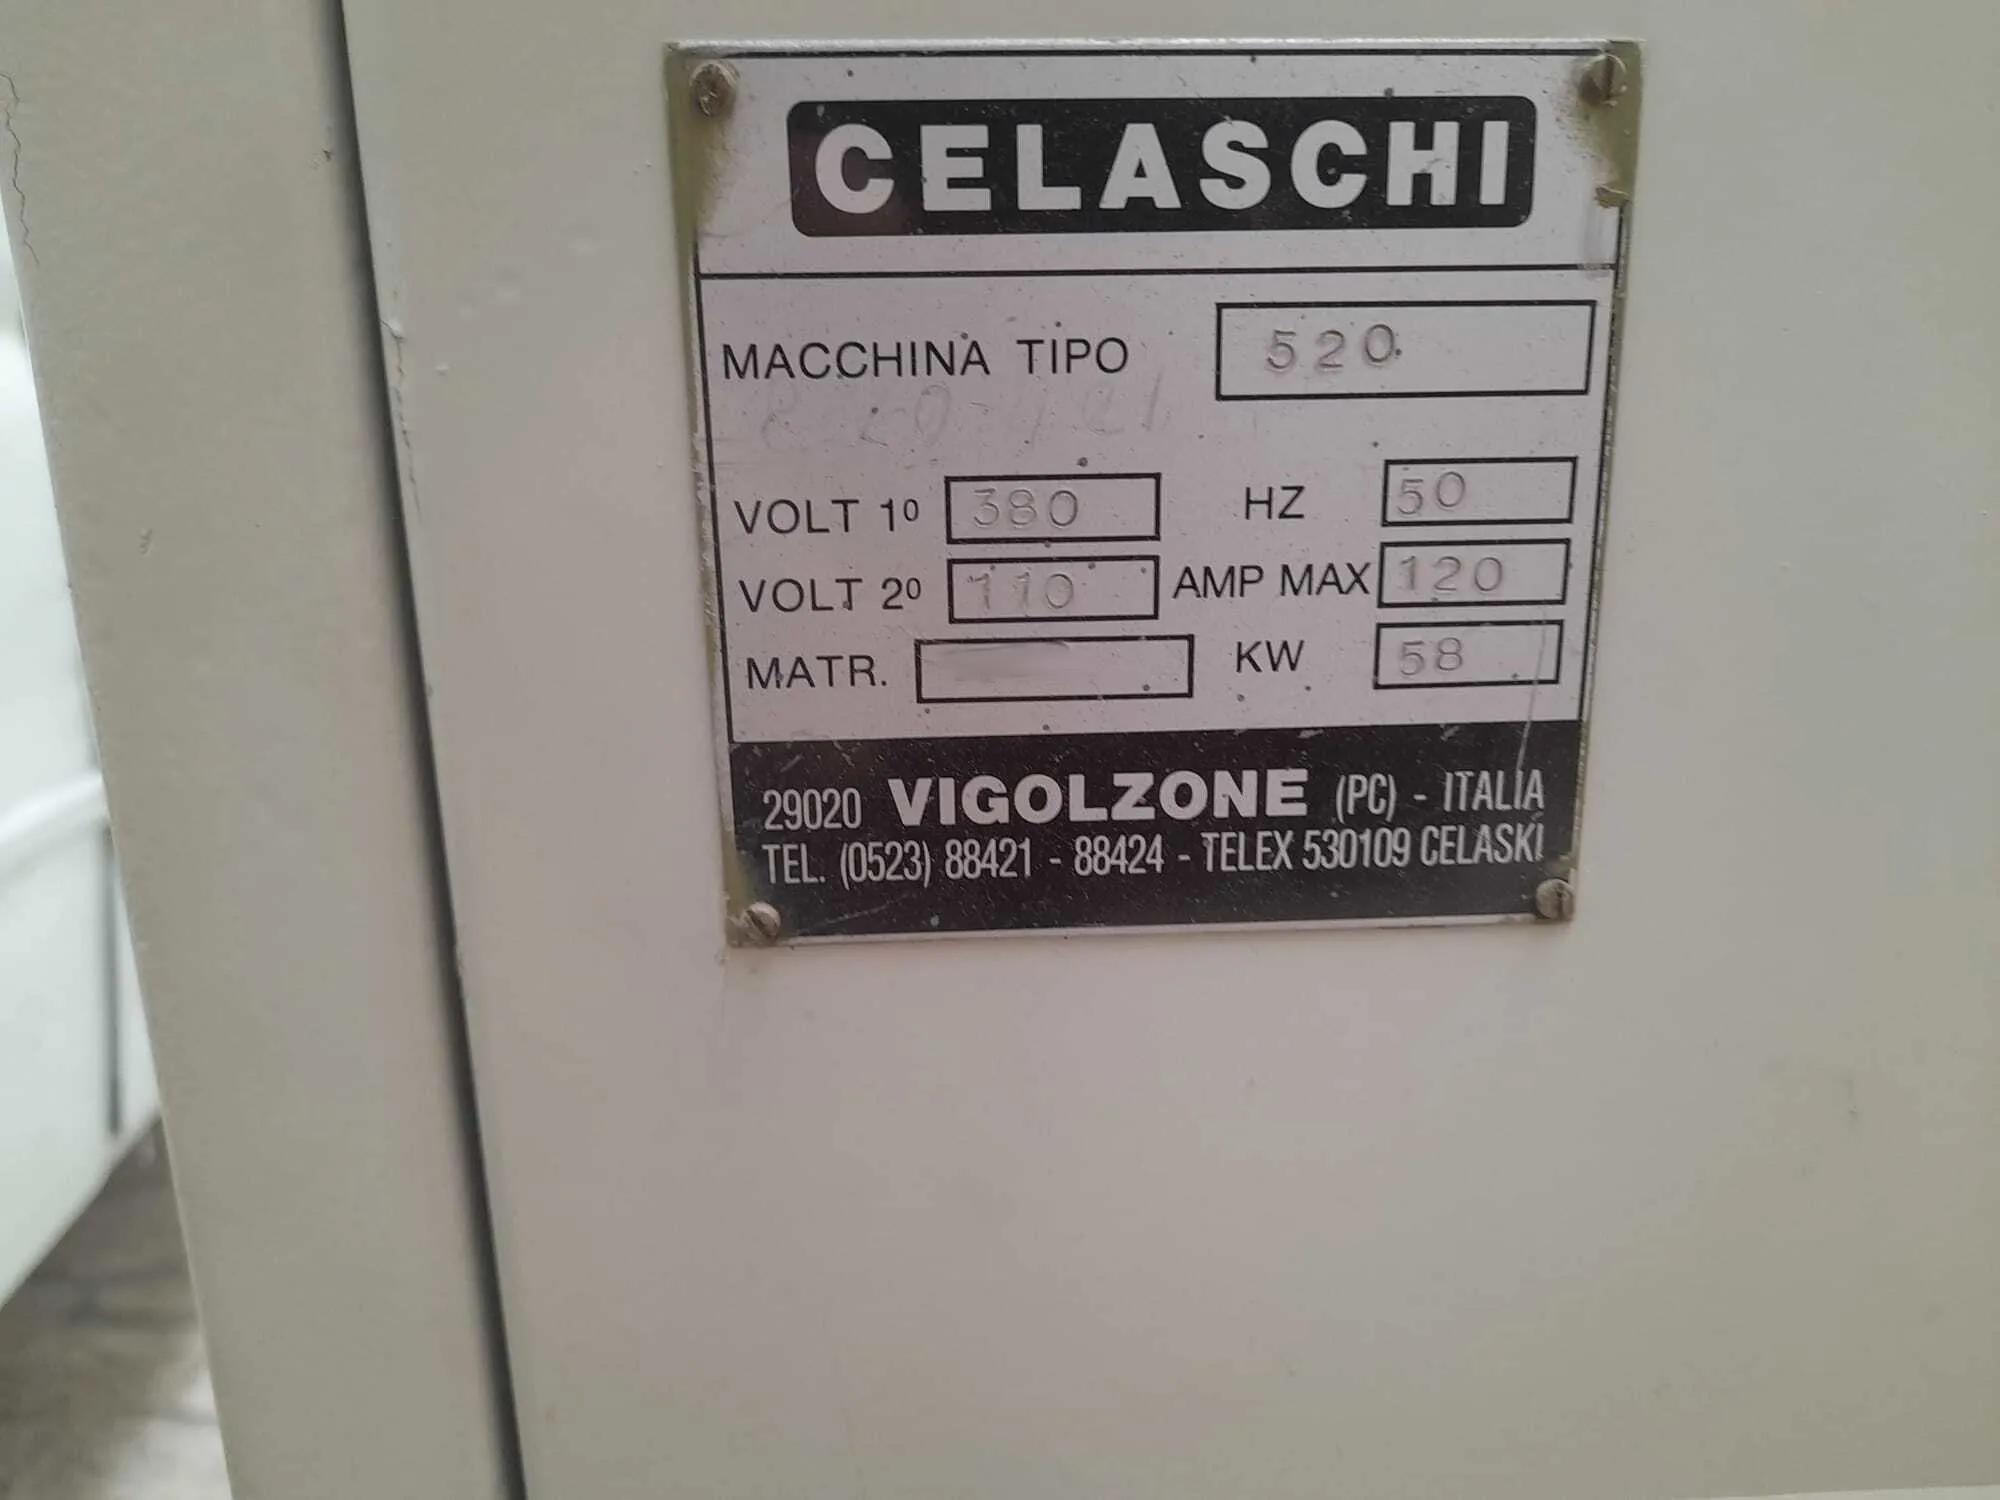 CELASCHI
MACCHINA TIPO 520
VOLT 1º 380 HZ 50
VOLT 2º 110 AMP MAX 120
MATR. KW 58
29020 VIGOLZONE (PC) - ITALIA
TEL. (0523) 88421 - 88424 - TELEX 530109 CELASKI